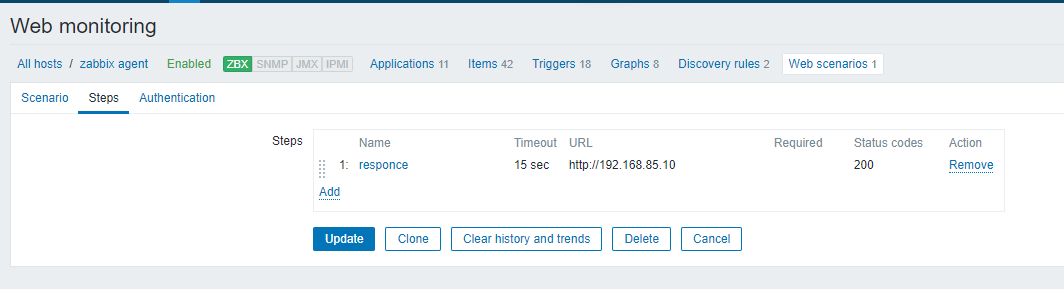 Web monitoring
All hosts / zabbix agent Enabled ZBX SNMP JMX IPMI Applications 11 Items 42 Triggers 18 Graphs 8 Discovery rules 2 Web scenarios 1
Scenario Steps Authentication
Steps Name Timeout URL Required Status codes Action
1: responce 15 sec http://192.168.85.10 200 Remove
Add
Update Clone Clear history and trends Delete Cancel